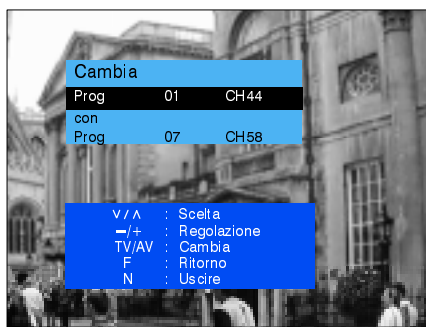 Cambia
Prog 01 CH44
con
Prog 07 CH58
∨/∧ : Scelta
–/+ : Regolazione
TV/AV : Cambia
F : Ritorno
N : Uscire